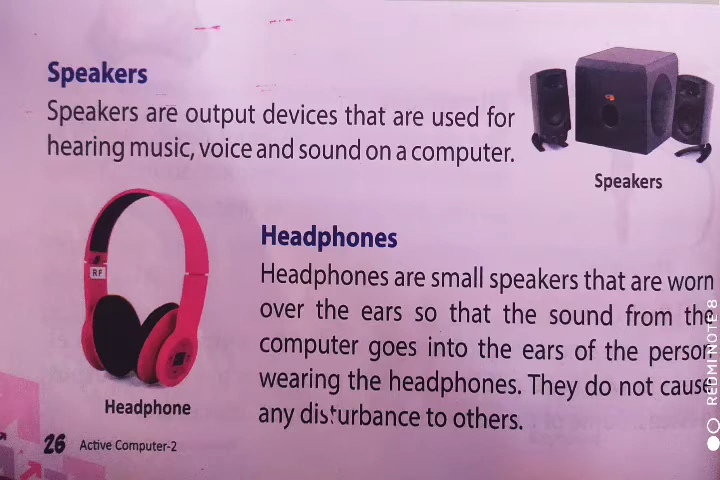 Speakers
Speakers are output devices that are used for
hearing music, voice and sound on a computer.
Speakers
Headphones
RF
Headphones are small speakers that are worn
over the ears so that the sound from the
computer goes into the ears of the person
wearing the headphones. They do not cause
any disturbance to others.
Headphone
26 Active Computer-2
REDMI NOTE 8